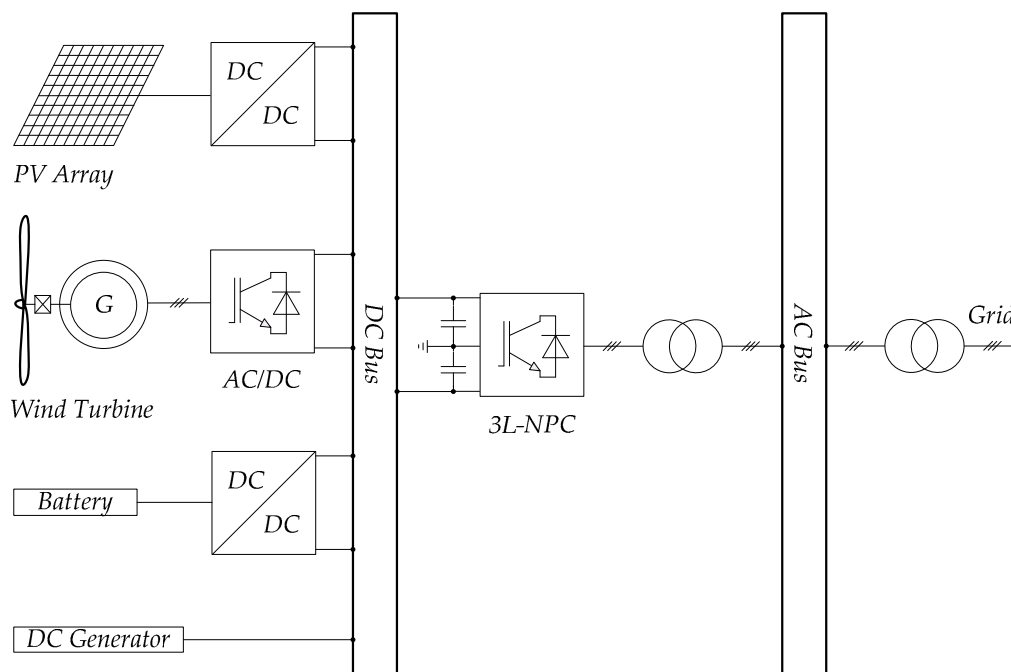 DC
DC
PV Array
G
AC/DC
Wind Turbine
DC
DC
Battery
DC Generator
DC Bus
3L-NPC
AC Bus
Grid